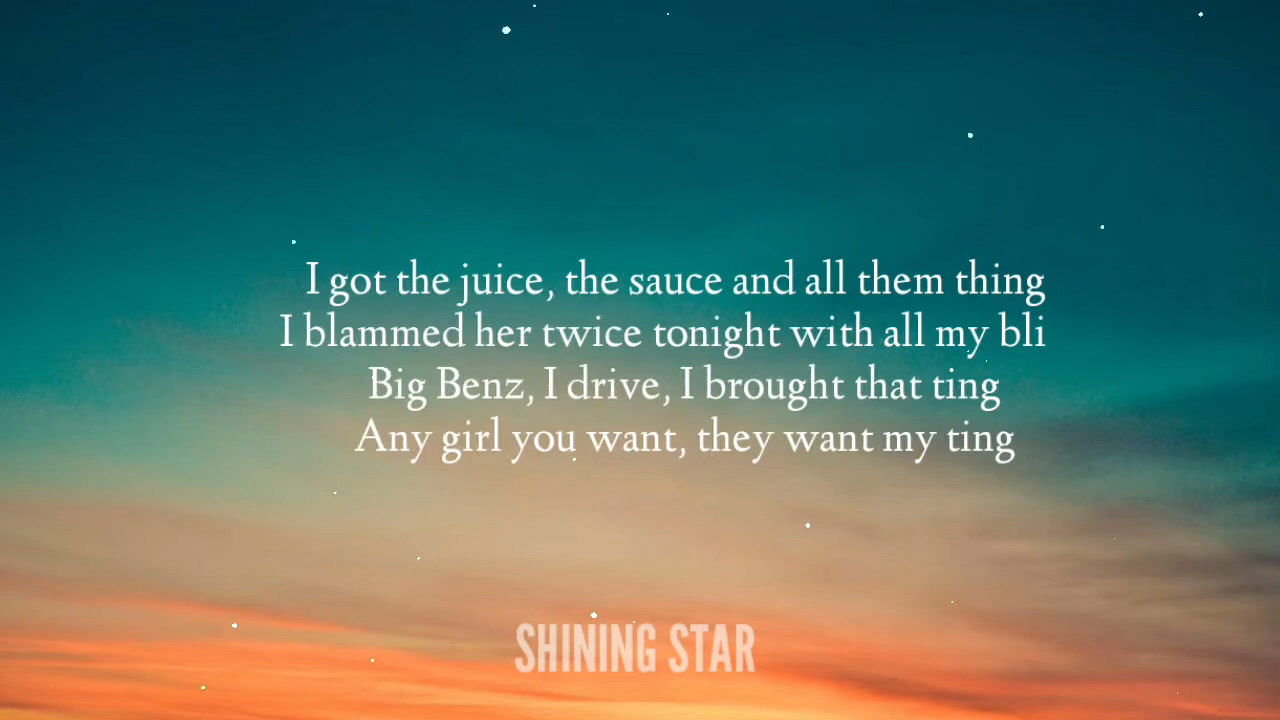 I got the juice, the sauce and all them thing
I blammed her twice tonight with all my bli
Big Benz, I drive, I brought that ting
Any girl you want, they want my ting
SHINING STAR